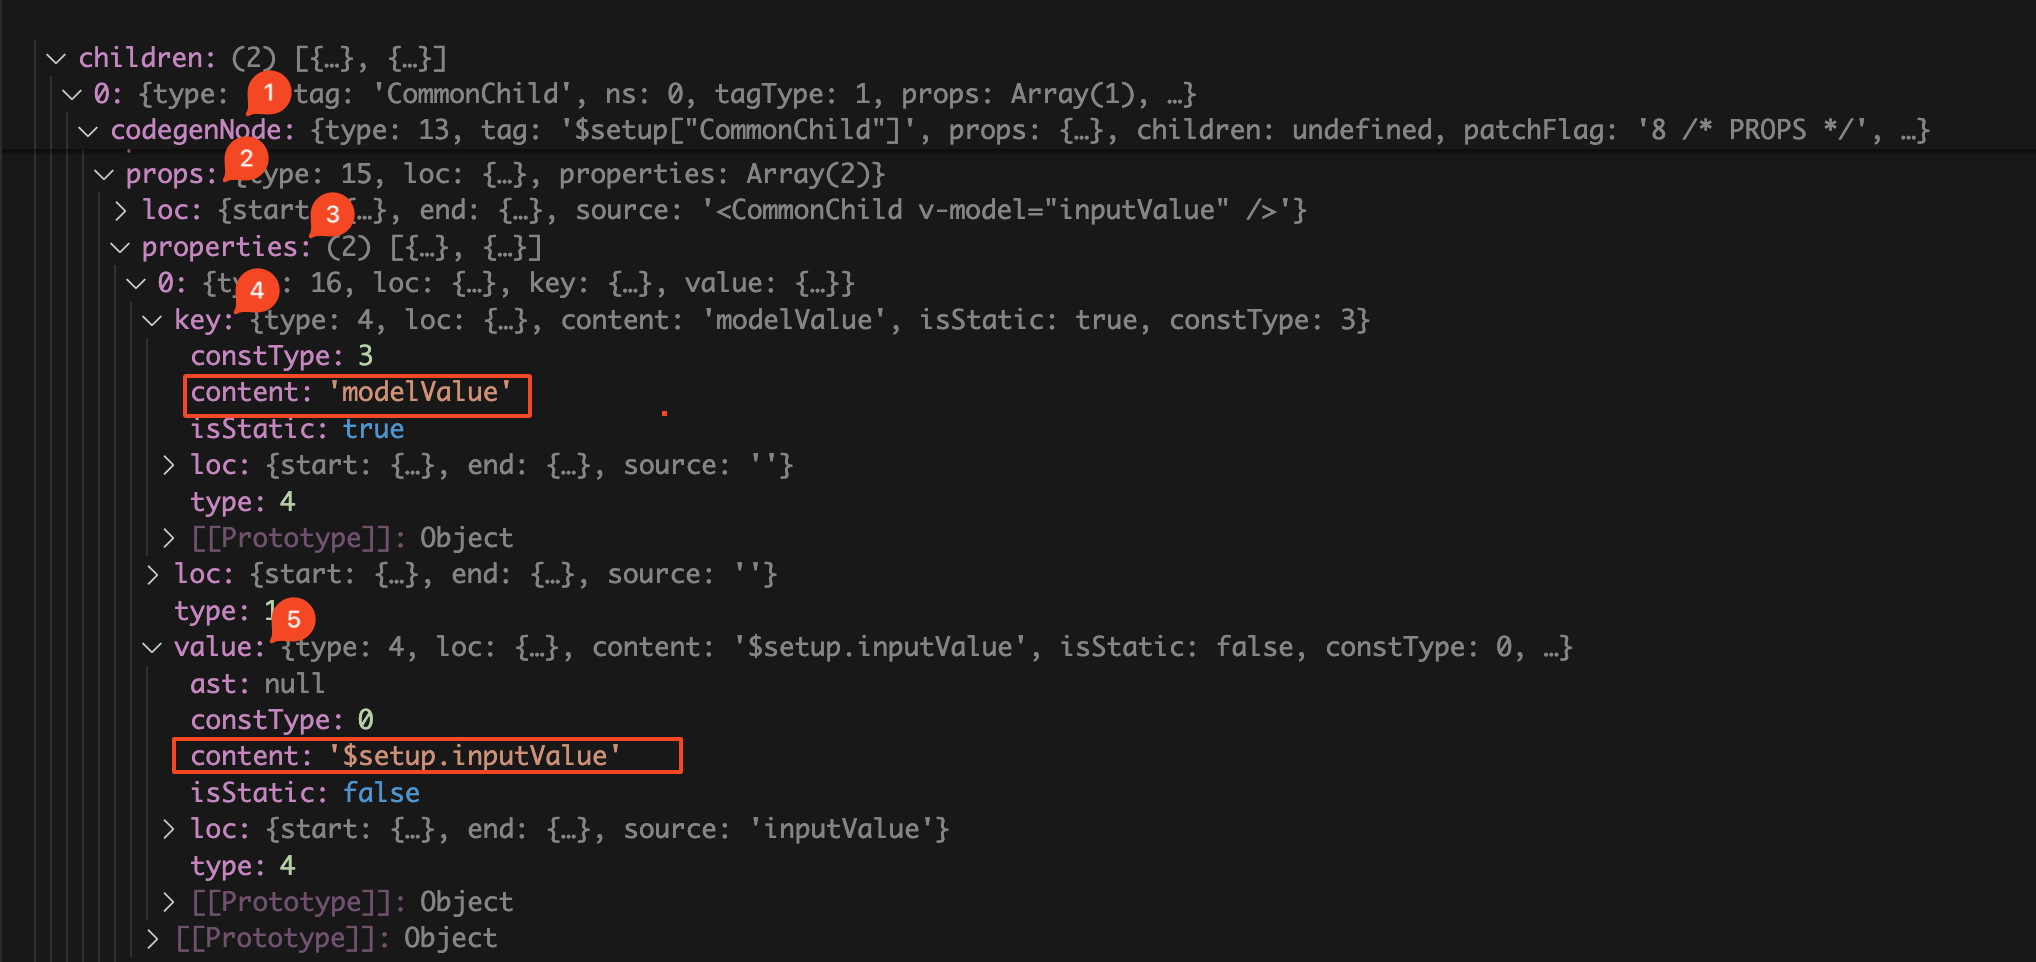 children: (2) [{…}, {…}]
0: {type: 1 tag: 'CommonChild', ns: 0, tagType: 1, props: Array(1), …}
codegenNode: {type: 13, tag: '$setup["CommonChild"]', props: {…}, children: undefined, patchFlag: '8 /* PROPS */', …}
2
props: {type: 15, loc: {…}, properties: Array(2)}
loc: {start: {…}, end: {…}, source: '<CommonChild v-model="inputValue" />'}
3
properties: (2) [{…}, {…}]
0: {type: 16, loc: {…}, key: {…}, value: {…}}
4
key: {type: 4, loc: {…}, content: 'modelValue', isStatic: true, constType: 3}
constType: 3
content: 'modelValue'
isStatic: true
loc: {start: {…}, end: {…}, source: ''}
type: 4
[[Prototype]]: Object
loc: {start: {…}, end: {…}, source: ''}
type: 1
5
value: {type: 4, loc: {…}, content: '$setup.inputValue', isStatic: false, constType: 0, …}
ast: null
constType: 0
content: '$setup.inputValue'
isStatic: false
loc: {start: {…}, end: {…}, source: 'inputValue'}
type: 4
[[Prototype]]: Object
[[Prototype]]: Object